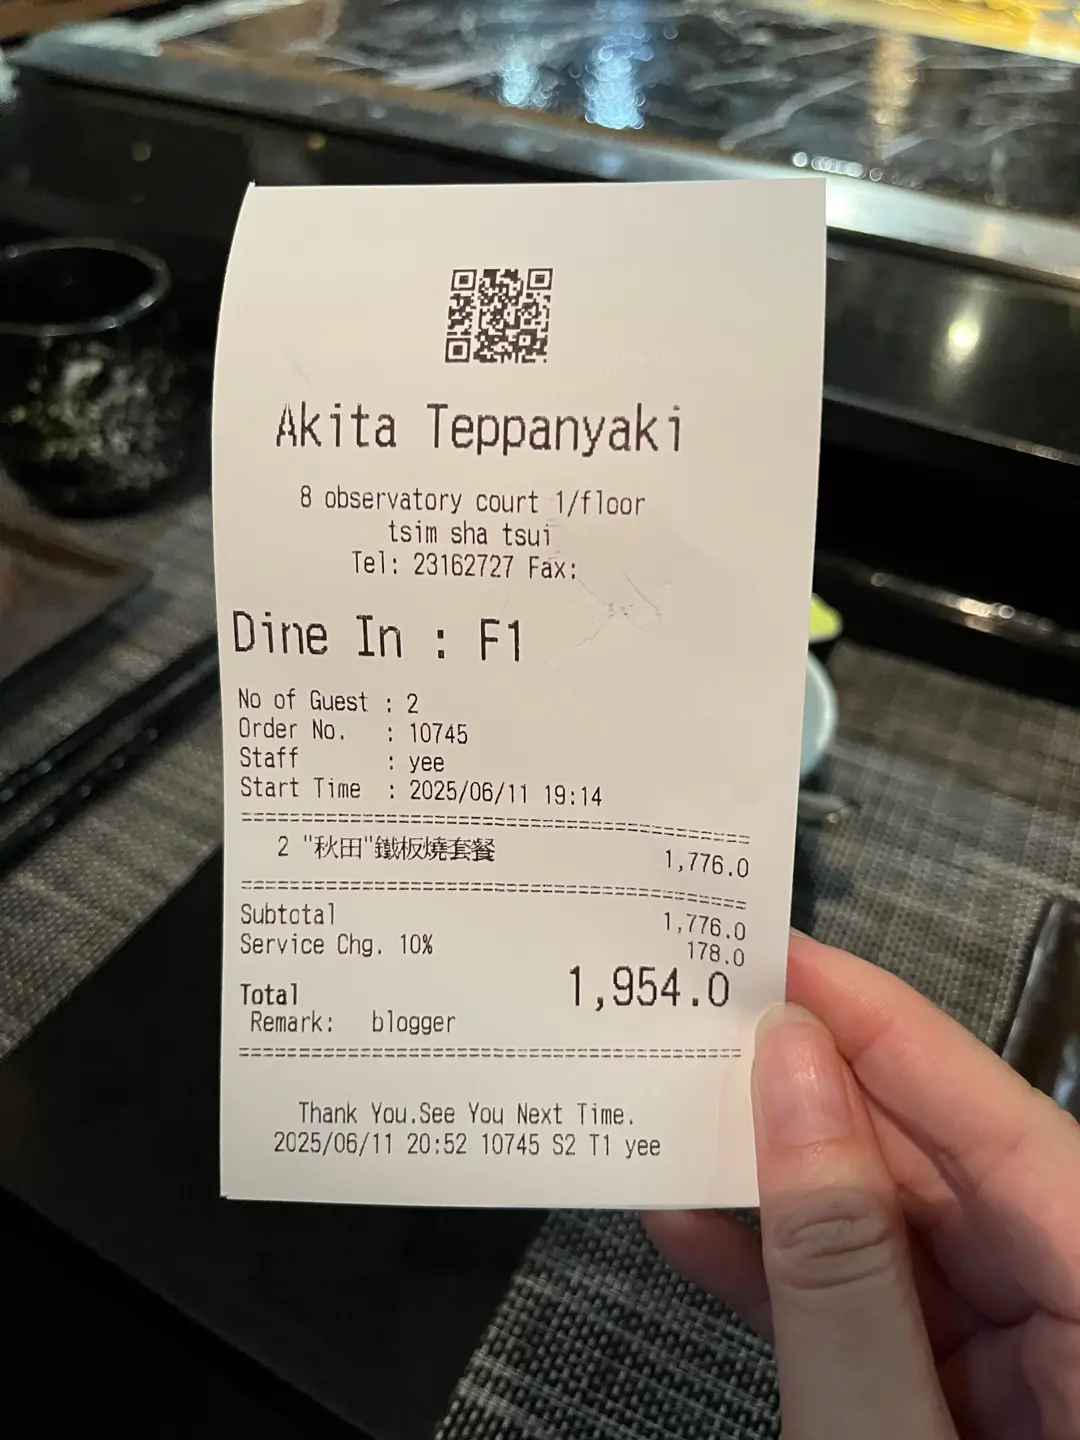 Akita Teppanyaki
8 observatory court 1/floor
tsim sha tsui
Tel: 23162727 Fax:
Dine In : F1
No of Guest : 2
Order No. : 10745
Staff : yee
Start Time : 2025/06/11 19:14
2 "秋田"鐵板燒套餐 1,776.0
Subtotal 1,776.0
Service Chg. 10% 178.0
Total 1,954.0
Remark: blogger
Thank You.See You Next Time.
2025/06/11 20:52 10745 S2 T1 yee